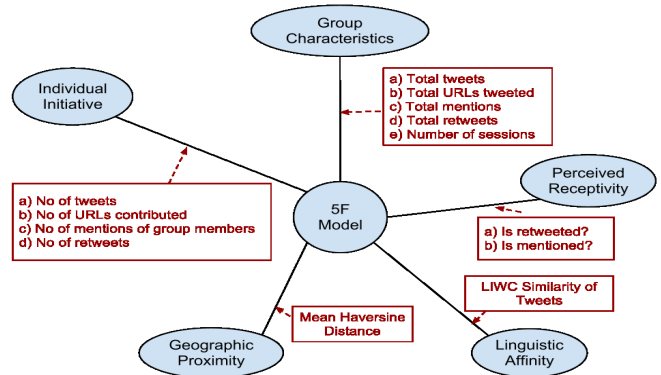 Group
Characteristics
a) Total tweets
b) Total URLs tweeted
c) Total mentions
d) Total retweets
e) Number of sessions
Individual
Initiative
Perceived
Receptivity
a) No of tweets
b) No of URLs contributed
c) No of mentions of group members
d) No of retweets
5F
Model
a) Is retweeted?
b) Is mentioned?
LIWC Similarity of
Tweets
Mean Haversine
Distance
Geographic
Proximity
Linguistic
Affinity